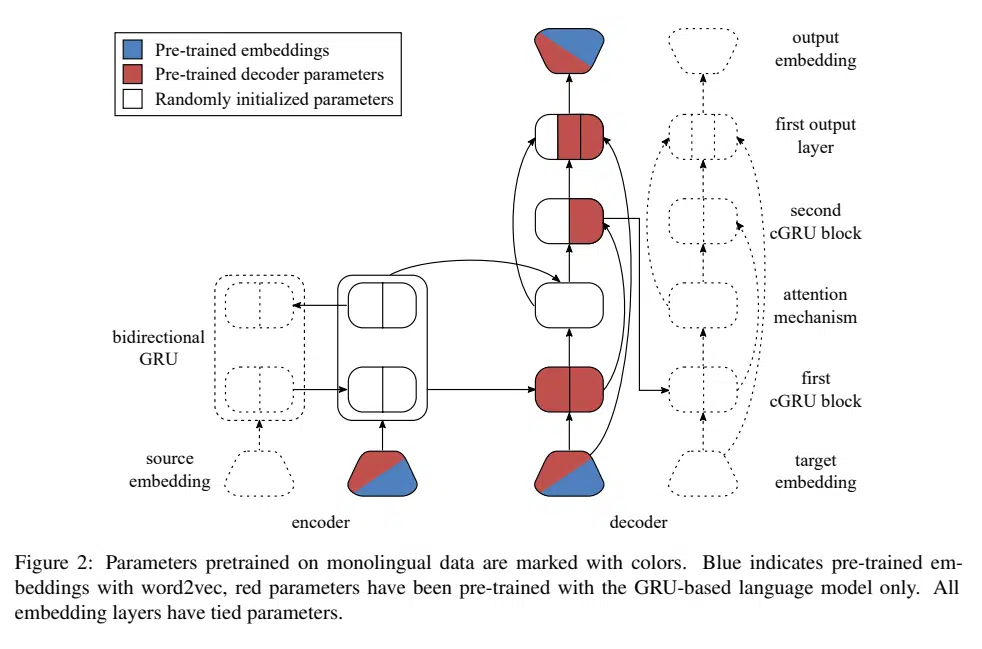 Pre-trained embeddings
Pre-trained decoder parameters
Randomly initialized parameters
output
embedding
first output
layer
second
cGRU block
attention
mechanism
bidirectional
GRU
first
cGRU block
source
embedding
target
embedding
encoder
decoder
Figure 2: Parameters pretrained on monolingual data are marked with colors. Blue indicates pre-trained em-
beddings with word2vec, red parameters have been pre-trained with the GRU-based language model only. All
embedding layers have tied parameters.